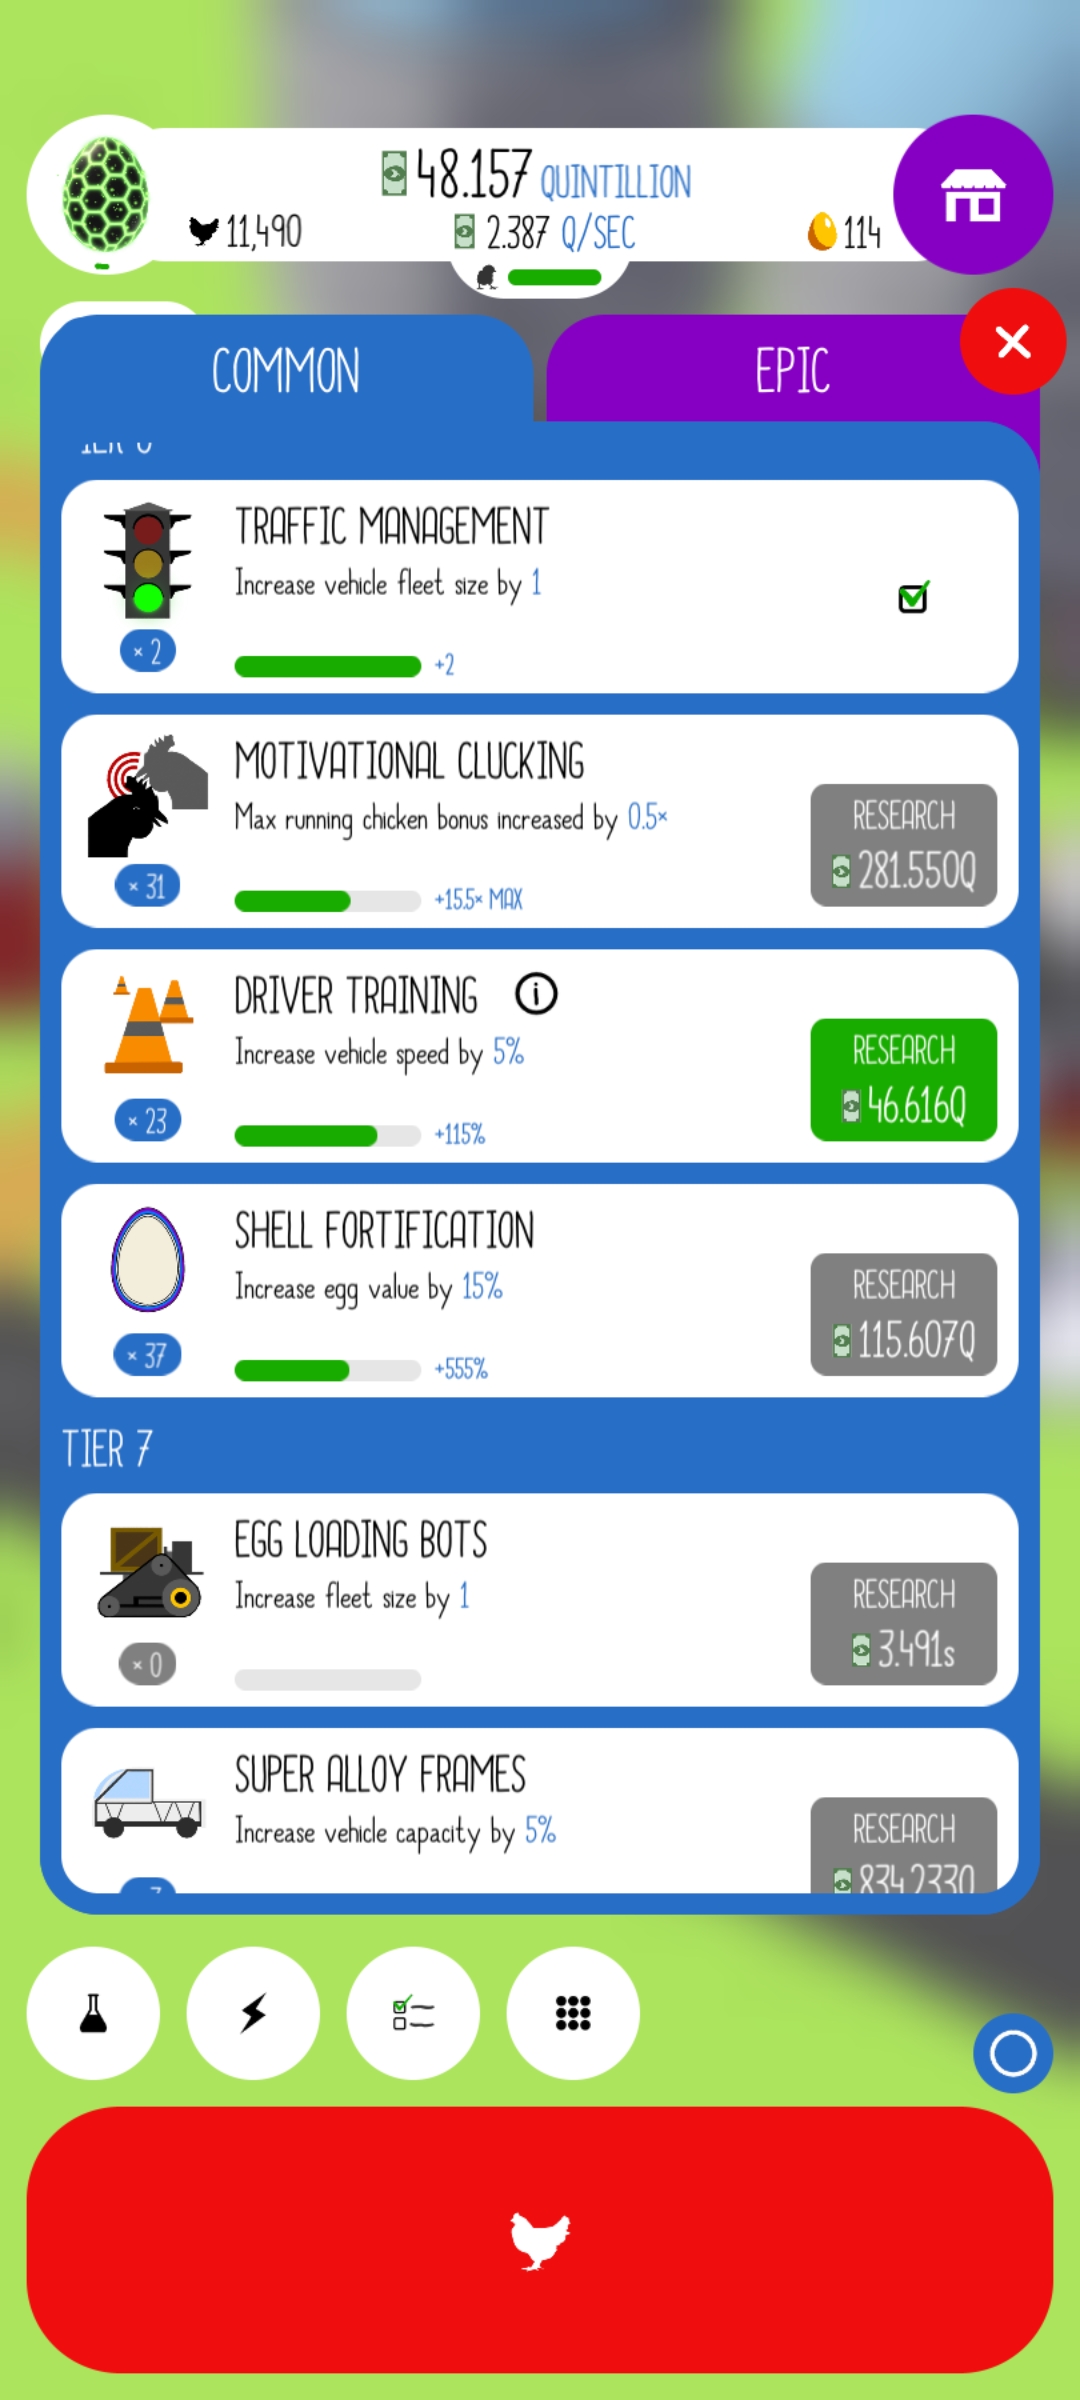 48.157 QUINTILLION
11,490 2.387 Q/SEC 114
COMMON EPIC
TRAFFIC MANAGEMENT
Increase vehicle fleet size by 1
× 2
+2
MOTIVATIONAL CLUCKING
Max running chicken bonus increased by 0.5×
RESEARCH
281.550Q
× 31
+15.5× MAX
DRIVER TRAINING i
Increase vehicle speed by 5%
RESEARCH
46.616Q
× 23
+115%
SHELL FORTIFICATION
Increase egg value by 15%
RESEARCH
115.607Q
× 37
+555%
TIER 7
EGG LOADING BOTS
Increase fleet size by 1
RESEARCH
3.491s
× 0
SUPER ALLOY FRAMES
Increase vehicle capacity by 5%
RESEARCH
834.233Q